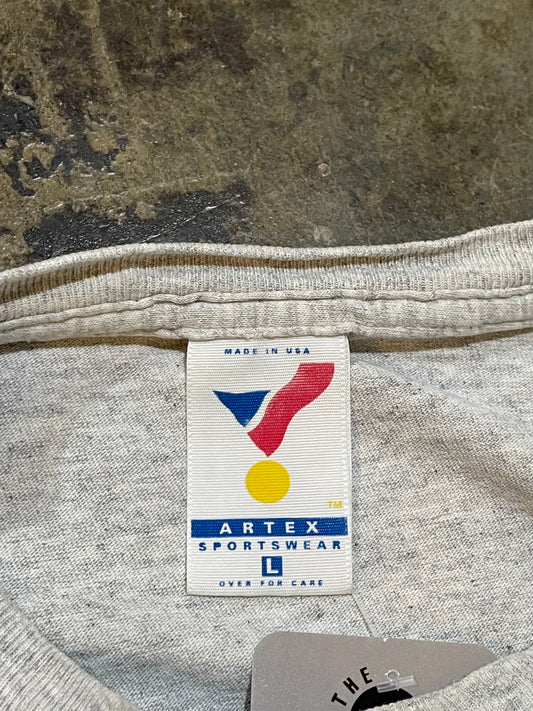 MADE IN USA
TM
ARTEX
SPORTSWEAR
L
OVER FOR CARE
THE